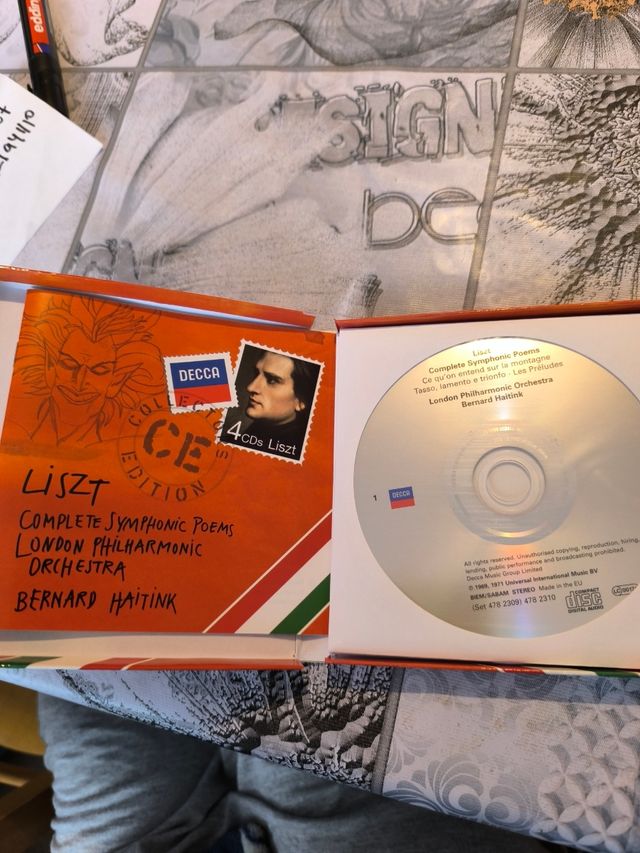 eddin
SIGN
De
DECCA
4CDs Liszt
COLLECTORS
CE
EDITION
LISZT
COMPLETE SYMPHONIC POEMS
LONDON PHILHARMONIC
ORCHESTRA
BERNARD HAITINK
Liszt
Complete Symphonic Poems
Ce qu'on entend sur la montagne
Tasso, lamento e trionfo · Les Préludes
London Philharmonic Orchestra
Bernard Haitink
1
DECCA
All rights reserved. Unauthorised copying, reproduction, hiring,
lending, public performance and broadcasting prohibited.
Decca Music Group Limited
℗ 1969, 1971 Universal International Music BV
BIEM/SABAM STEREO Made in the EU
(Set 478 2309) 478 2310
COMPACT
disc
DIGITAL AUDIO